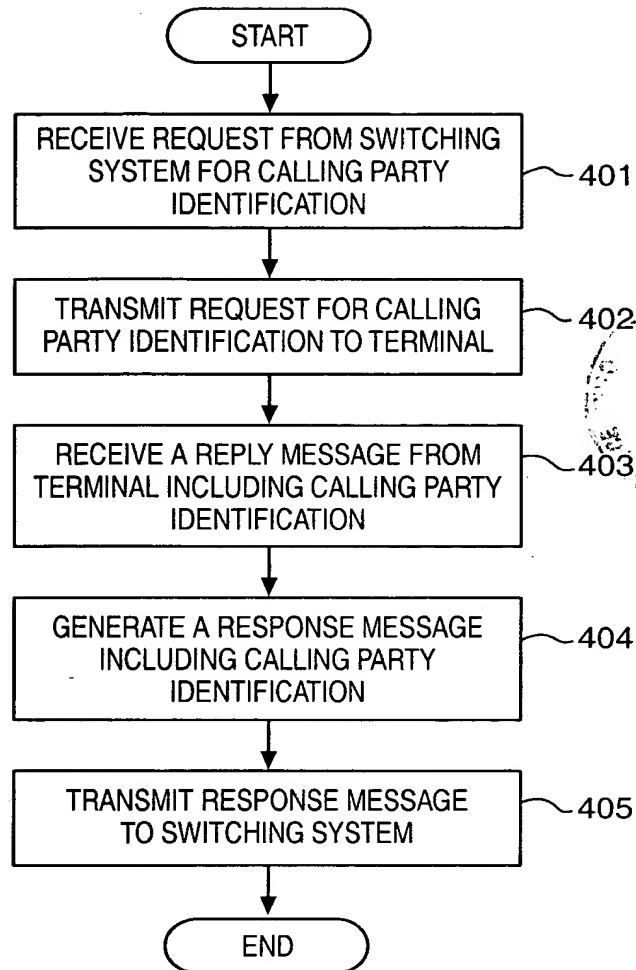 START
RECEIVE REQUEST FROM SWITCHING
SYSTEM FOR CALLING PARTY
IDENTIFICATION
401
TRANSMIT REQUEST FOR CALLING
PARTY IDENTIFICATION TO TERMINAL
402
RECEIVE A REPLY MESSAGE FROM
TERMINAL INCLUDING CALLING PARTY
IDENTIFICATION
403
GENERATE A RESPONSE MESSAGE
INCLUDING CALLING PARTY
IDENTIFICATION
404
TRANSMIT RESPONSE MESSAGE
TO SWITCHING SYSTEM
405
END